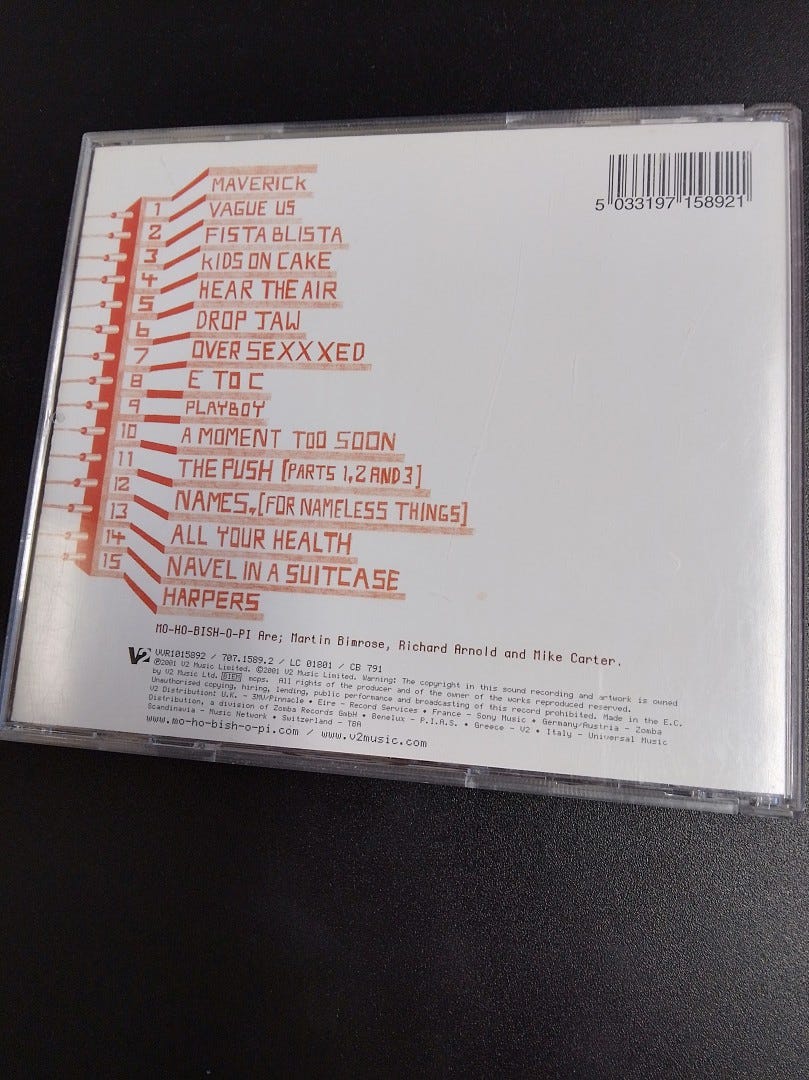 MAVERICK
1 VAGUE US
2 FISTA BLISTA
3 KIDS ON CAKE
4 HEAR THE AIR
5 DROP JAW
6 OVERSEXXXED
7 E TO C
8 PLAYBOY
9 A MOMENT TOO SOON
10 THE PUSH [PARTS 1,2 AND 3]
11 NAMES,,[FOR NAMELESS THINGS]
12 ALL YOUR HEALTH
13 NAVEL IN A SUITCASE
14 HARPERS
15
5 033197 158921
MO-HO-BISH-O-PI Are; Martin Bimrose, Richard Arnold and Mike Carter.
V2 VVR1015892 / 707.1589.2 / LC 01801 / CB 791
℗2001 V2 Music Limited. ©2001 V2 Music Limited. Warning: The copyright in this sound recording and artwork is owned
by V2 Music Ltd. BIEM mcps. All rights of the producer and of the owner of the works reproduced reserved.
Unauthorised copying, hiring, lending, public performance and broadcasting of this record prohibited. Made in the E.C.
V2 Distribution: U.K. - 3MV/Pinnacle • Eire - Record Services • France - Sony Music • Germany/Austria - Zomba
Distribution, a division of Zomba Records GmbH • Benelux - P.I.A.S. • Greece - V2 • Italy - Universal Music
Scandinavia - Music Network • Switzerland - TBA
www.mo-ho-bish-o-pi.com / www.v2music.com